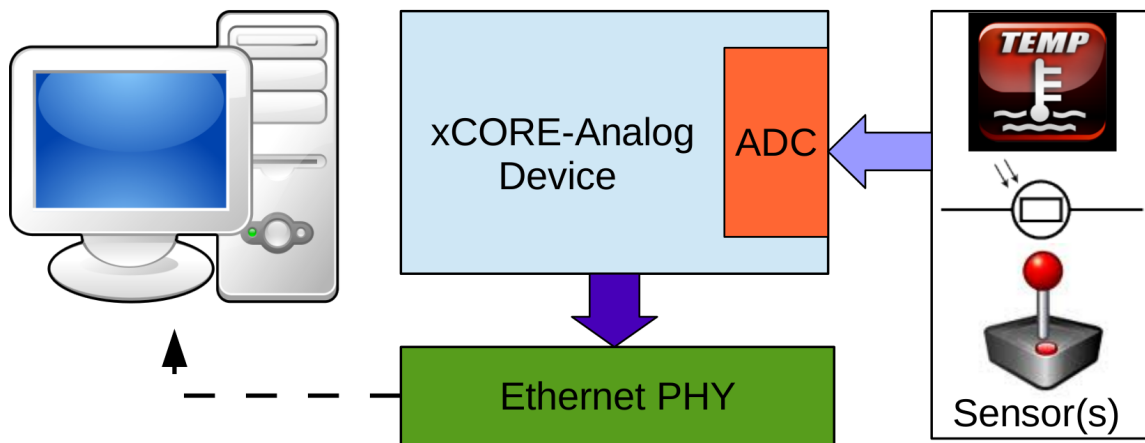 TEMP
xCORE-Analog
Device
ADC
Ethernet PHY
Sensor(s)